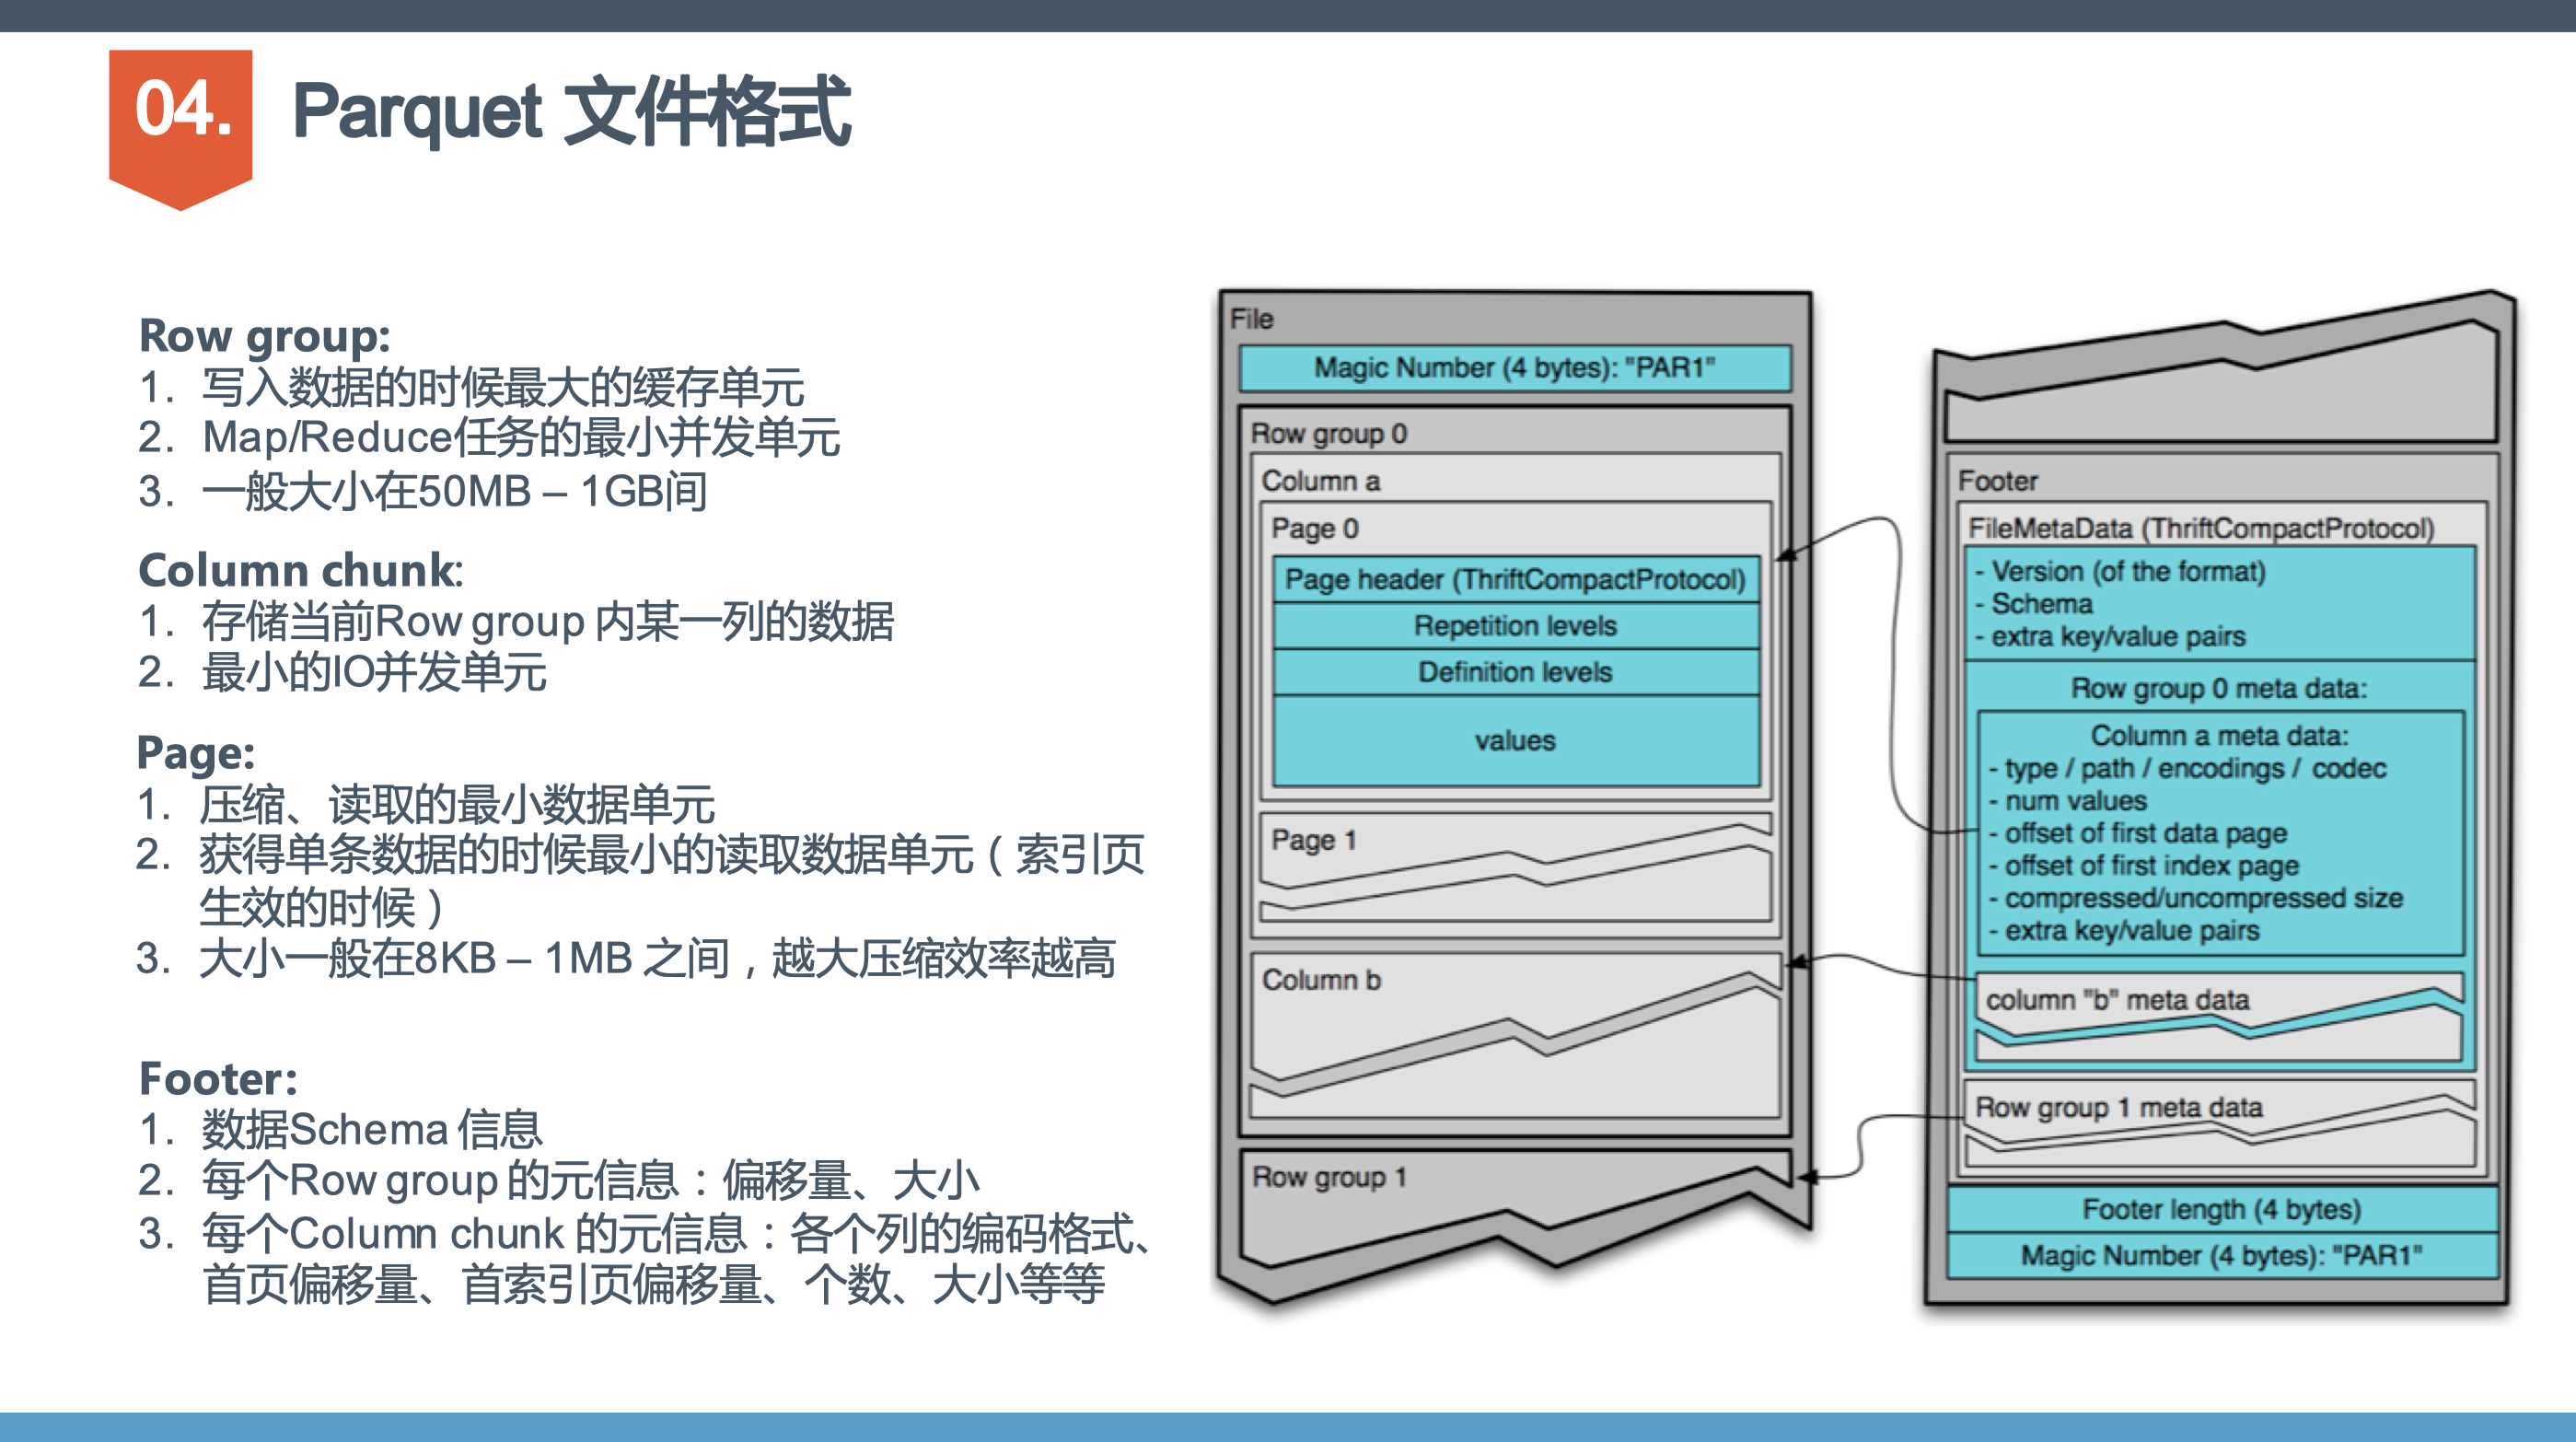 04.
Parquet 文件格式
Row group:
1. 写入数据的时候最大的缓存单元
2. Map/Reduce任务的最小并发单元
3. 一般大小在50MB – 1GB间
Column chunk:
1. 存储当前Row group 内某一列的数据
2. 最小的IO并发单元
Page:
1. 压缩、读取的最小数据单元
2. 获得单条数据的时候最小的读取数据单元（索引页
生效的时候）
3. 大小一般在8KB – 1MB 之间，越大压缩效率越高
Footer:
1. 数据Schema 信息
2. 每个Row group 的元信息：偏移量、大小
3. 每个Column chunk 的元信息：各个列的编码格式、
首页偏移量、首索引页偏移量、个数、大小等等
File
Magic Number (4 bytes): "PAR1"
Row group 0
Column a
Page 0
Page header (ThriftCompactProtocol)
Repetition levels
Definition levels
values
Page 1
Column b
Row group 1
Footer
FileMetaData (ThriftCompactProtocol)
- Version (of the format)
- Schema
- extra key/value pairs
Row group 0 meta data:
Column a meta data:
- type / path / encodings / codec
- num values
- offset of first data page
- offset of first index page
- compressed/uncompressed size
- extra key/value pairs
column "b" meta data
Row group 1 meta data
Footer length (4 bytes)
Magic Number (4 bytes): "PAR1"